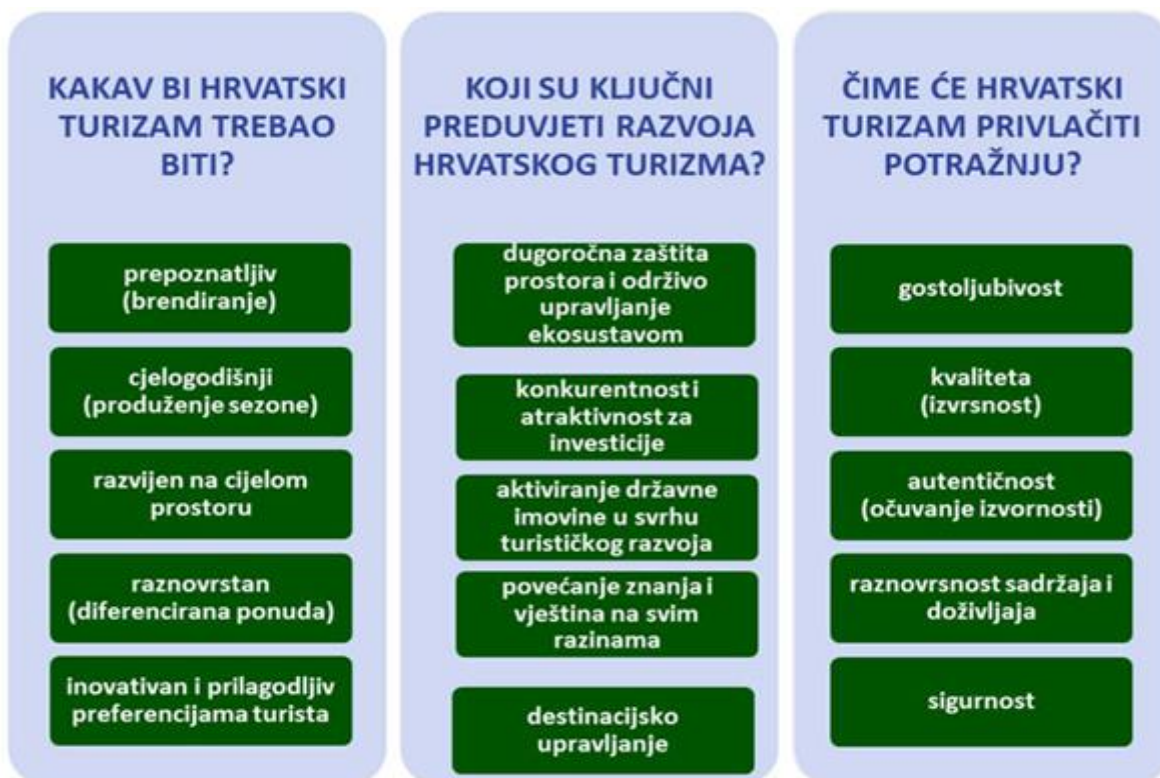 KAKAV BI HRVATSKI
TURIZAM TREBAO
BITI?
prepoznatljiv
(brendiranje)
cjelogodišnji
(produženje sezone)
razvijen na cijelom
prostoru
raznovrstan
(diferencirana ponuda)
inovativan i prilagodljiv
preferencijama turista
KOJI SU KLJUČNI
PREDUVJETI RAZVOJA
HRVATSKOG TURIZMA?
dugoročna zaštita
prostora i održivo
upravljanje
ekosustavom
konkurentnost i
atraktivnost za
investicije
aktiviranje državne
imovine u svrhu
turističkog razvoja
povećanje znanja i
vještina na svim
razinama
destinacijsko
upravljanje
ČIME ĆE HRVATSKI
TURIZAM PRIVLAČITI
POTRAŽNJU?
gostoljubivost
kvaliteta
(izvrsnost)
autentičnost
(očuvanje izvornosti)
raznovrsnost sadržaja i
doživljaja
sigurnost